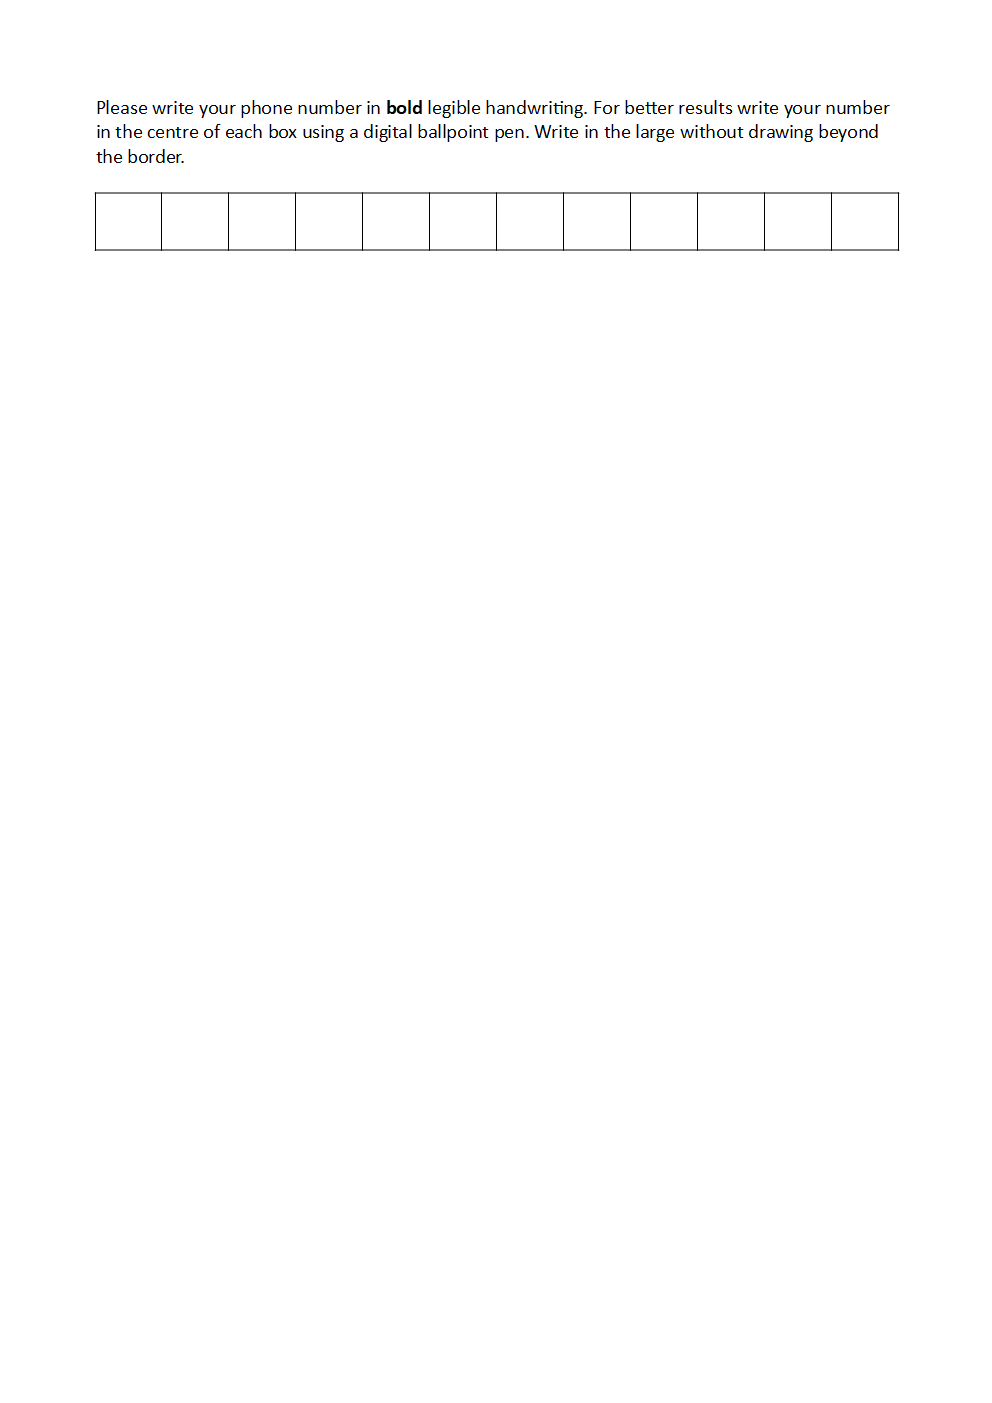 Please write your phone number in bold legible handwriting. For better results write your number
in the centre of each box using a digital ballpoint pen. Write in the large without drawing beyond
the border.